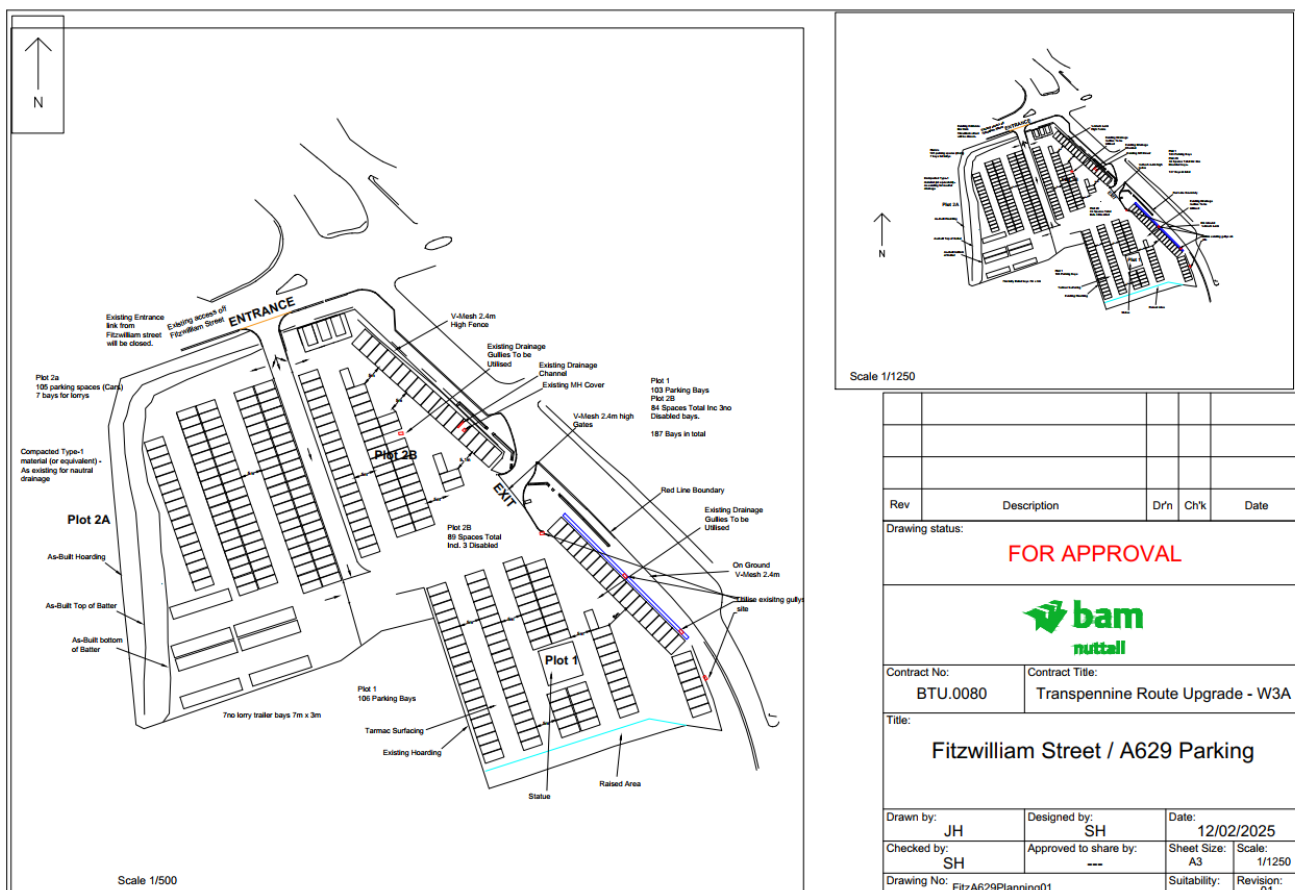 N
Existing Entrance
link from
Fitzwilliam street
will be closed.
Existing access off
Fitzwilliam Street
ENTRANCE
V-Mesh 2.4m
High Fence
Existing Drainage
Gullies To be
Utilised
Existing Drainage
Channel
Existing MH Cover
Plot 2a
105 parking spaces (Cars)
7 bays for lorrys
Plot 1
103 Parking Bays
Plot 2B
84 Spaces Total Inc 3no
Disabled bays.
187 Bays in total
V-Mesh 2.4m high
Gates
Compacted Type-1
material (or equivalent) -
As existing for nautral
drainage
Plot 2B
Plot 2A
EXIT
Red Line Boundary
Existing Drainage
Gullies To be
Utilised
Plot 2B
89 Spaces Total
Incl. 3 Disabled
As-Built Hoarding
On Ground
V-Mesh 2.4m
As-Built Top of Batter
Utilise exisitng gullys
site
As-Built bottom
of Batter
Plot 1
Plot 1
106 Parking Bays
7no lorry trailer bays 7m x 3m
Tarmac Surfacing
Existing Hoarding
Raised Area
Statue
Scale 1/500
ENTRANCE
N
Plot 2A
Plot 1
Scale 1/1250
Rev
Description
Dr'n
Ch'k
Date
Drawing status:
FOR APPROVAL
bam
nuttall
Contract No:
BTU.0080
Contract Title:
Transpennine Route Upgrade - W3A
Title:
Fitzwilliam Street / A629 Parking
Drawn by:
JH
Designed by:
SH
Date:
12/02/2025
Checked by:
SH
Approved to share by:
---
Sheet Size:
A3
Scale:
1/1250
Drawing No: FitzA629Planning01
Suitability:
Revision:
01